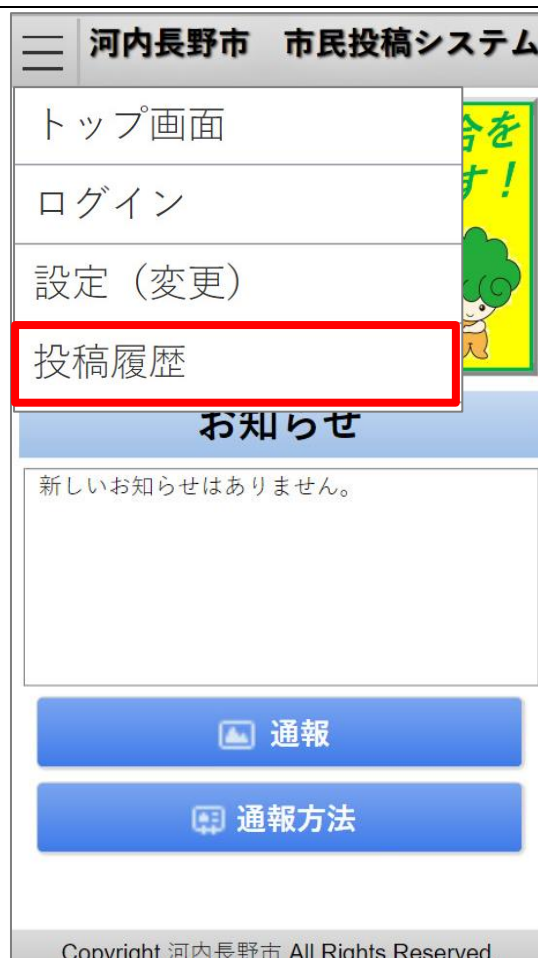 河内長野市　市民投稿システム
トップ画面
合を
す！
ログイン
設定（変更）
投稿履歴
お知らせ
新しいお知らせはありません。
通報
通報方法
Copyright 河内長野市 All Rights Reserved